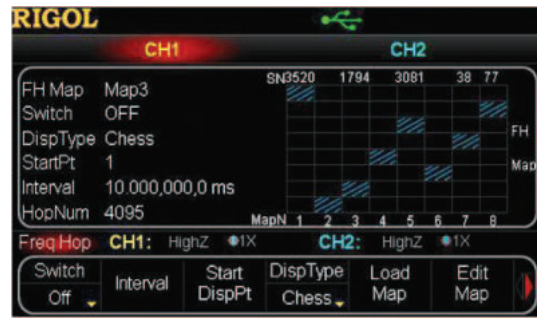 RIGOL
CH1 CH2
SN3520 1794 3081 38 77
FH Map Map3
Switch OFF
DispType Chess
StartPt 1
Interval 10.000,000,0 ms
HopNum 4095
FH
Map
MapN 1 2 3 4 5 6 7 8
Freq Hop CH1: HighZ 1X CH2: HighZ 1X
Switch Off
Interval
Start DispPt
DispType Chess
Load Map
Edit Map